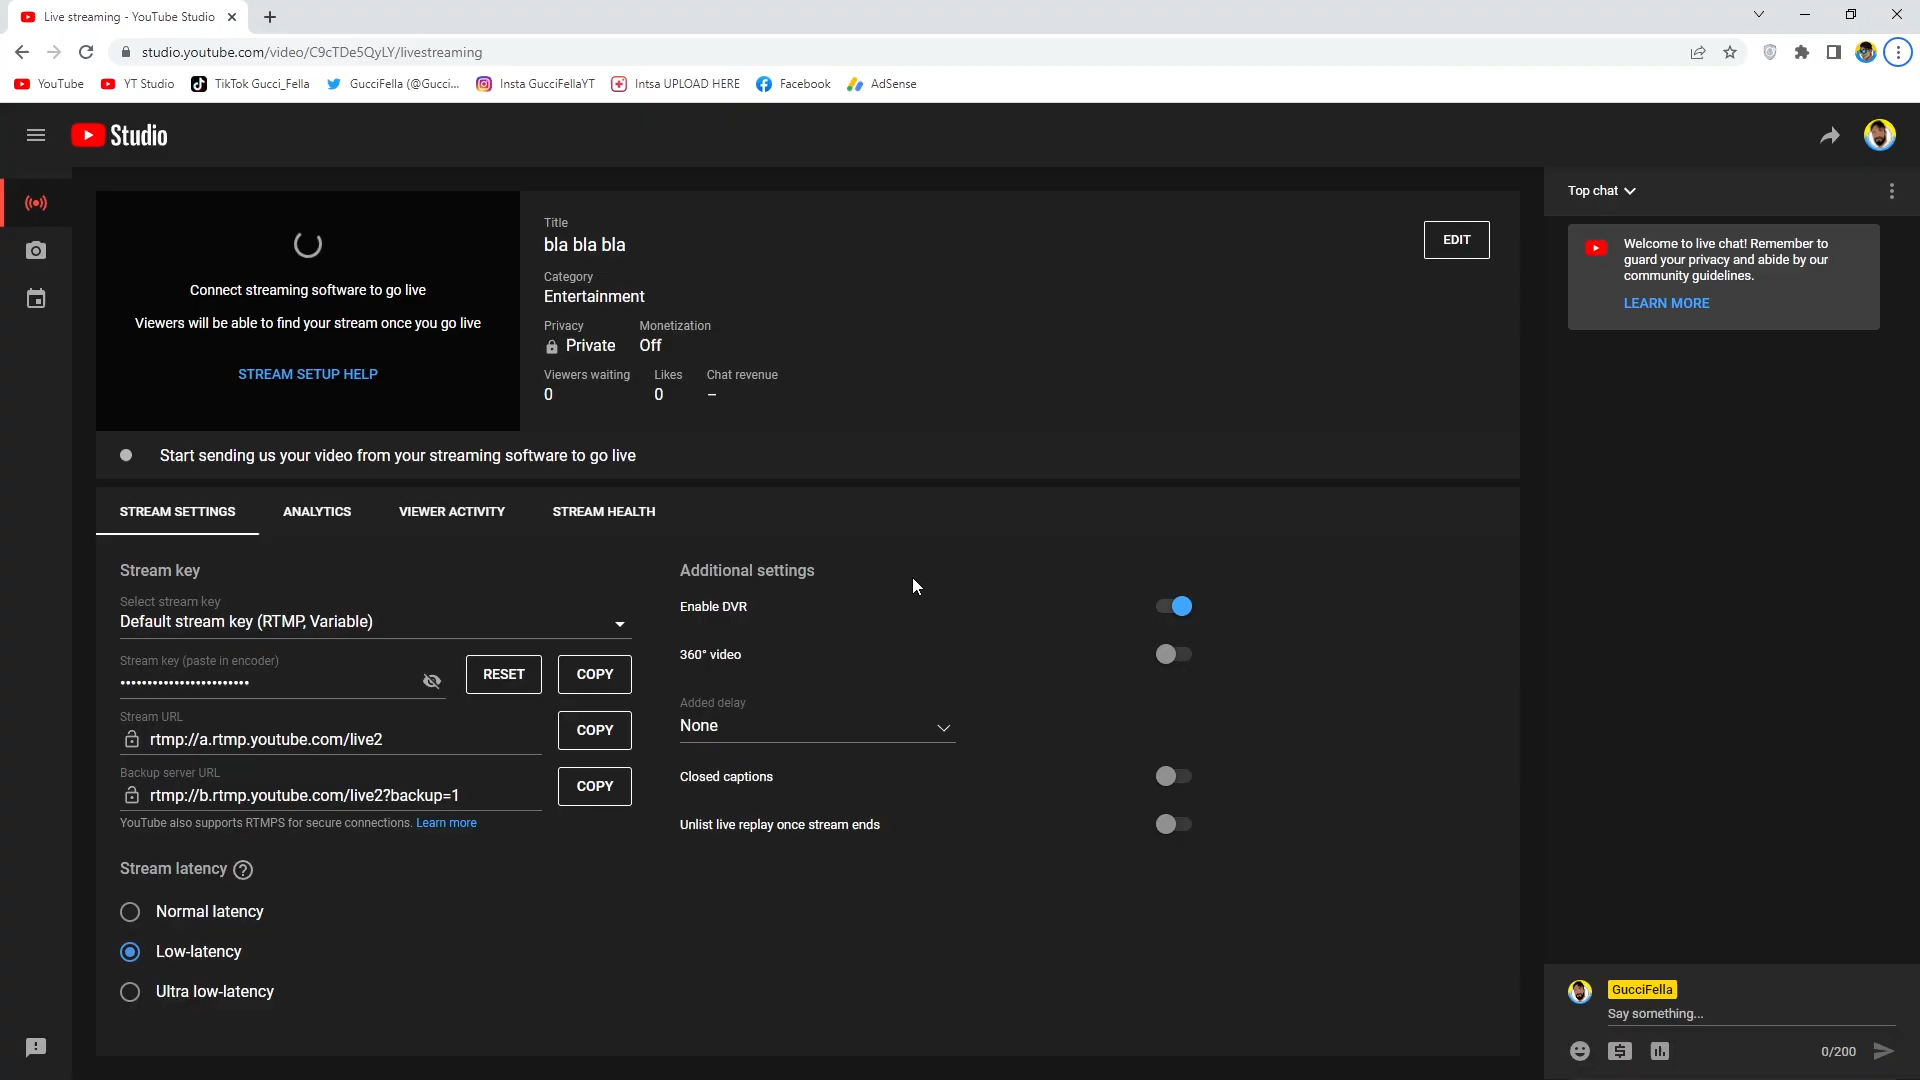 Live streaming - YouTube Studio
studio.youtube.com/video/C9cTDe5QyLY/livestreaming
YouTube YT Studio TikTok Gucci_Fella GucciFella (@Gucci... Insta GucciFellaYT Intsa UPLOAD HERE Facebook AdSense
Studio
Connect streaming software to go live
Viewers will be able to find your stream once you go live
STREAM SETUP HELP
Title
bla bla bla
EDIT
Category
Entertainment
Privacy Monetization
Private Off
Viewers waiting Likes Chat revenue
0 0 –
Start sending us your video from your streaming software to go live
STREAM SETTINGS ANALYTICS VIEWER ACTIVITY STREAM HEALTH
Stream key
Select stream key
Default stream key (RTMP, Variable)
Stream key (paste in encoder)
RESET COPY
Stream URL
rtmp://a.rtmp.youtube.com/live2
COPY
Backup server URL
rtmp://b.rtmp.youtube.com/live2?backup=1
COPY
YouTube also supports RTMPS for secure connections. Learn more
Stream latency
Normal latency
Low-latency
Ultra low-latency
Additional settings
Enable DVR
360° video
Added delay
None
Closed captions
Unlist live replay once stream ends
Top chat
Welcome to live chat! Remember to
guard your privacy and abide by our
community guidelines.
LEARN MORE
GucciFella
Say something...
0/200